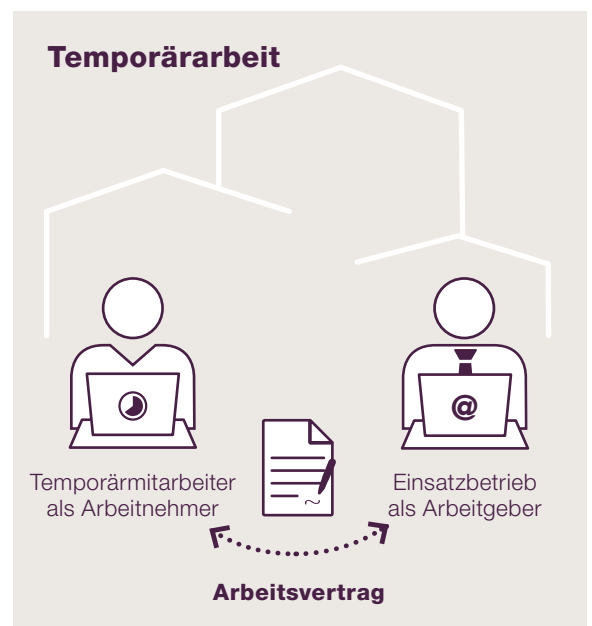 Temporärarbeit
@
Temporärmitarbeiter
als Arbeitnehmer
Einsatzbetrieb
als Arbeitgeber
Arbeitsvertrag